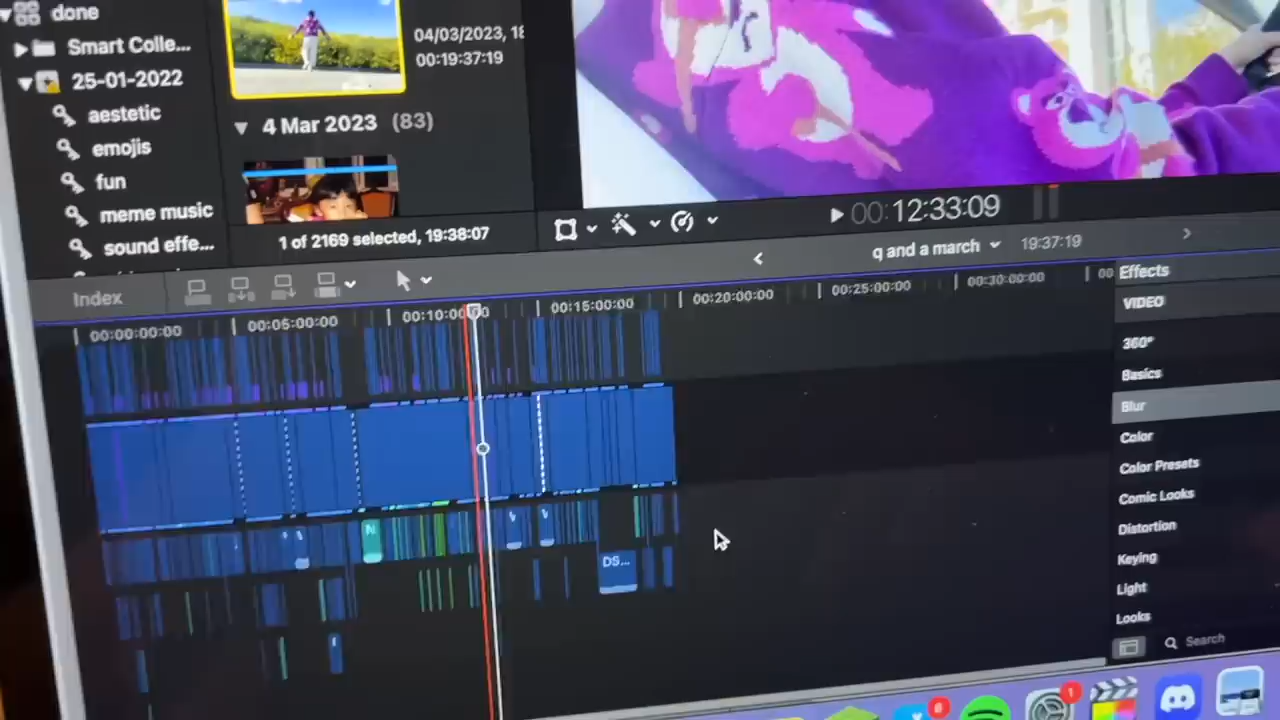 done
04/03/2023, 18
00:19:37:19
Smart Colle...
25-01-2022
aestetic
4 Mar 2023 (83)
emojis
fun
meme music
sound effe...
1 of 2169 selected, 19:38:07
00:12:33:09
q and a march
19:37:19
Index
00:00:00:00
00:05:00:00
00:15:00:00
00:20:00:00
00:25:00:00
00:30:00:00
00
Effects
VIDEO
360°
Basics
Blur
Color
Color Presets
Comic Looks
Distortion
Keying
Light
Looks
N
DS...
Search
1